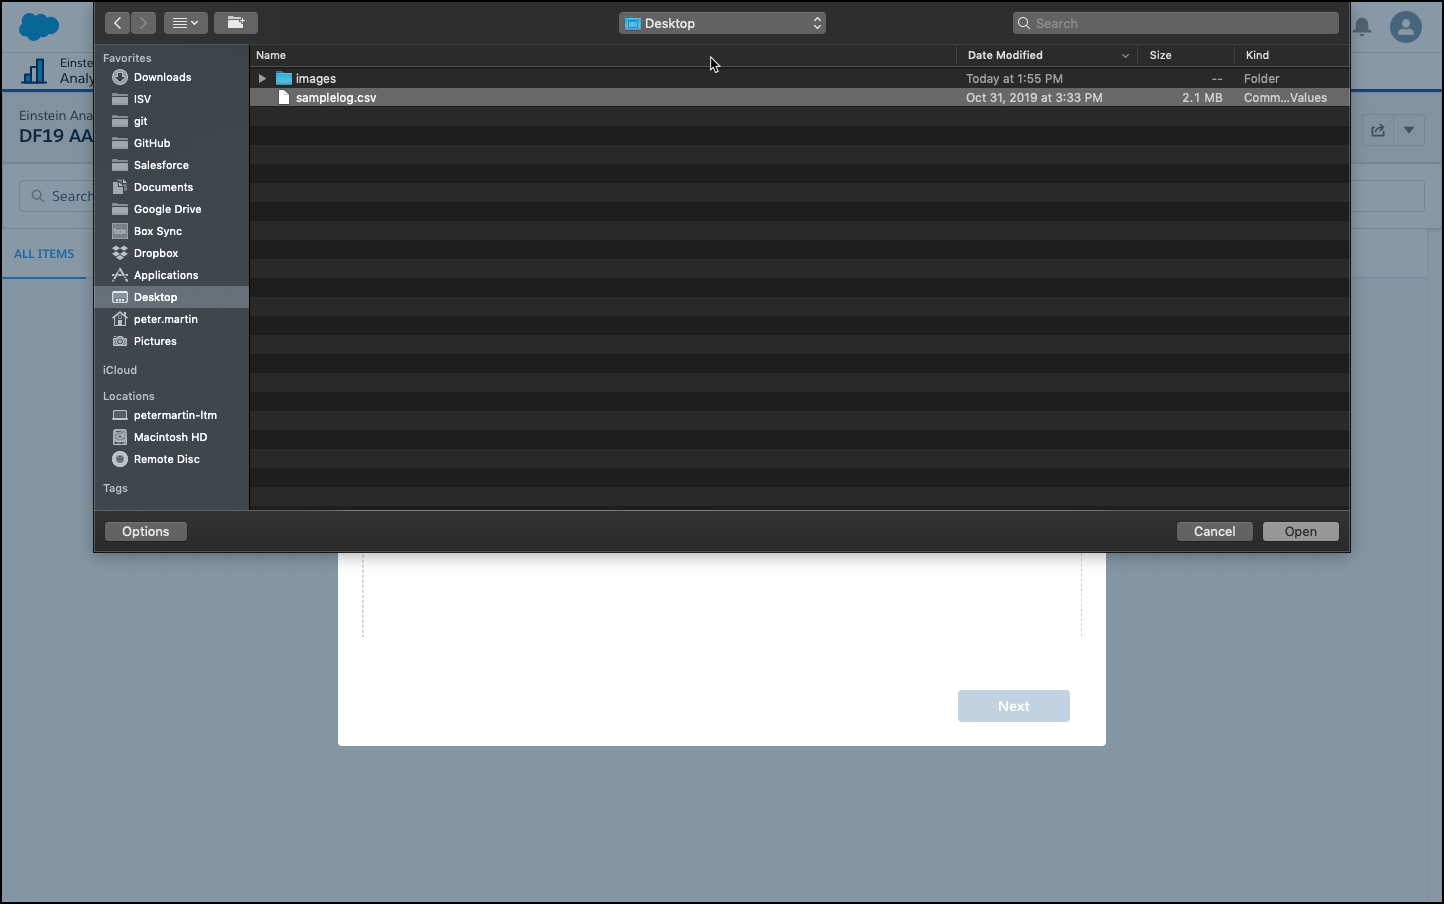 Desktop
Search
Einste
Analy
Einstein Ana
DF19 AA
Search
ALL ITEMS
Favorites
Downloads
ISV
git
GitHub
Salesforce
Documents
Google Drive
Box Sync
Dropbox
Applications
Desktop
peter.martin
Pictures
iCloud
Locations
petermartin-ltm
Macintosh HD
Remote Disc
Tags
Name Date Modified Size Kind
images Today at 1:55 PM -- Folder
samplelog.csv Oct 31, 2019 at 3:33 PM 2.1 MB Comm...Values
Options Cancel Open
Next